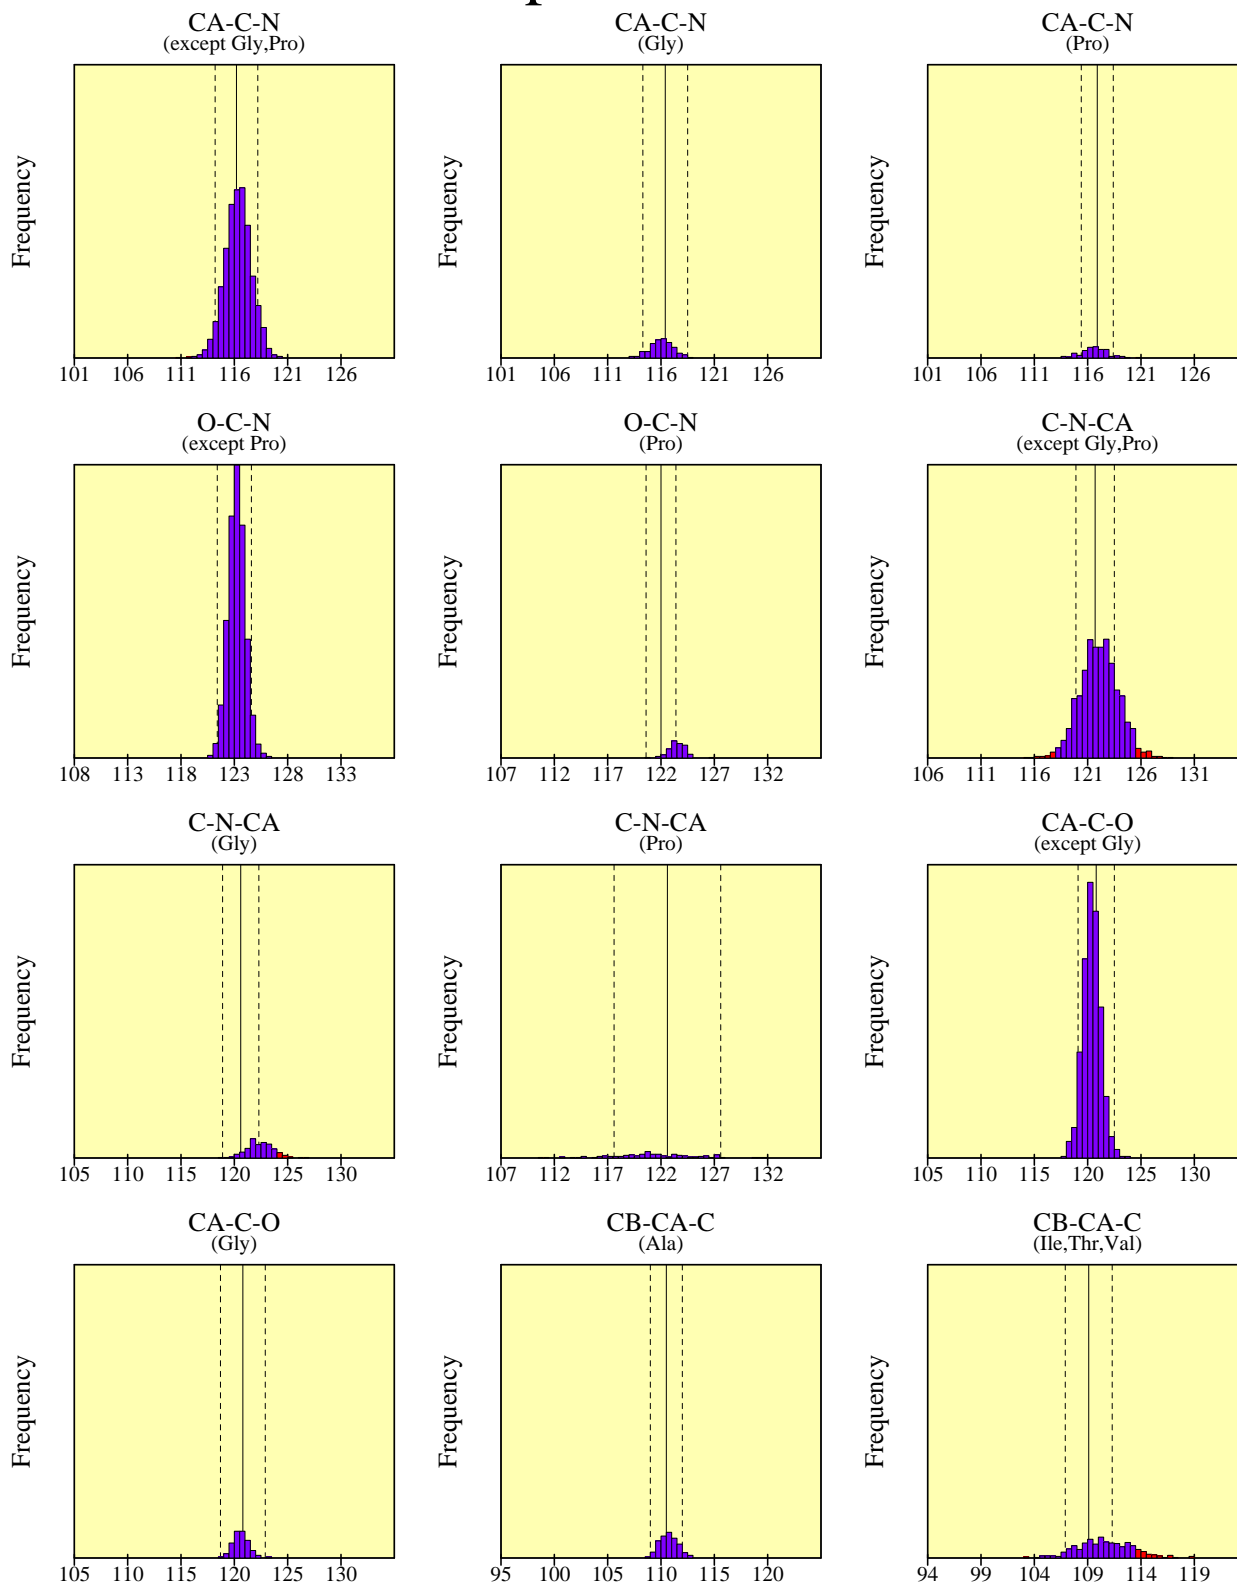 CA-C-N
(except Gly,Pro)
Frequency
101 106 111 116 121 126
CA-C-N
(Gly)
Frequency
101 106 111 116 121 126
CA-C-N
(Pro)
Frequency
101 106 111 116 121 126
O-C-N
(except Pro)
Frequency
108 113 118 123 128 133
O-C-N
(Pro)
Frequency
107 112 117 122 127 132
C-N-CA
(except Gly,Pro)
Frequency
106 111 116 121 126 131
C-N-CA
(Gly)
Frequency
105 110 115 120 125 130
C-N-CA
(Pro)
Frequency
107 112 117 122 127 132
CA-C-O
(except Gly)
Frequency
105 110 115 120 125 130
CA-C-O
(Gly)
Frequency
105 110 115 120 125 130
CB-CA-C
(Ala)
Frequency
95 100 105 110 115 120
CB-CA-C
(Ile,Thr,Val)
Frequency
94 99 104 109 114 119